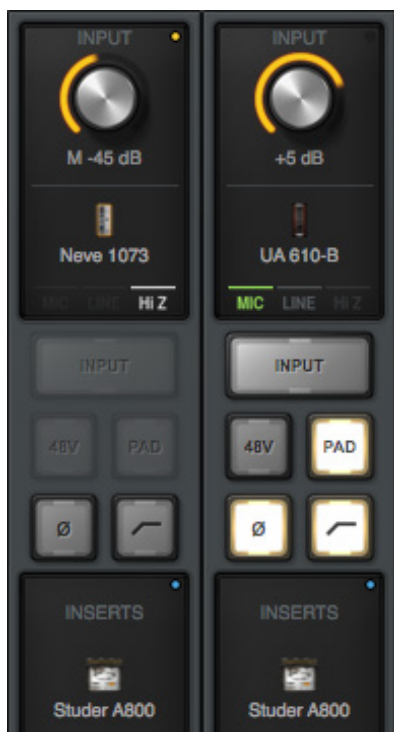 INPUT
M -45 dB
Neve 1073
MIC LINE Hi Z
INPUT
48V PAD
Ø
INSERTS
Studer A800
INPUT
+5 dB
UA 610-B
MIC LINE Hi Z
INPUT
48V PAD
Ø
INSERTS
Studer A800